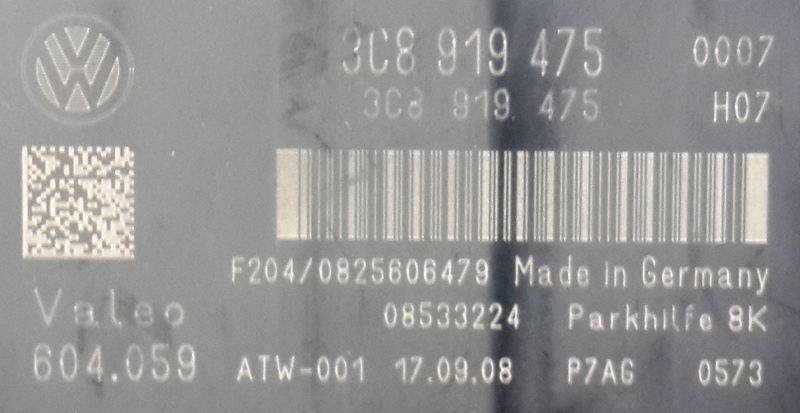 3C8 919 475 0007
3C8 919 475 H07
F204/0825606479 Made in Germany
Valeo 08533224 Parkhilfe 8K
604.059 ATW-001 17.09.08 P7AG 0573